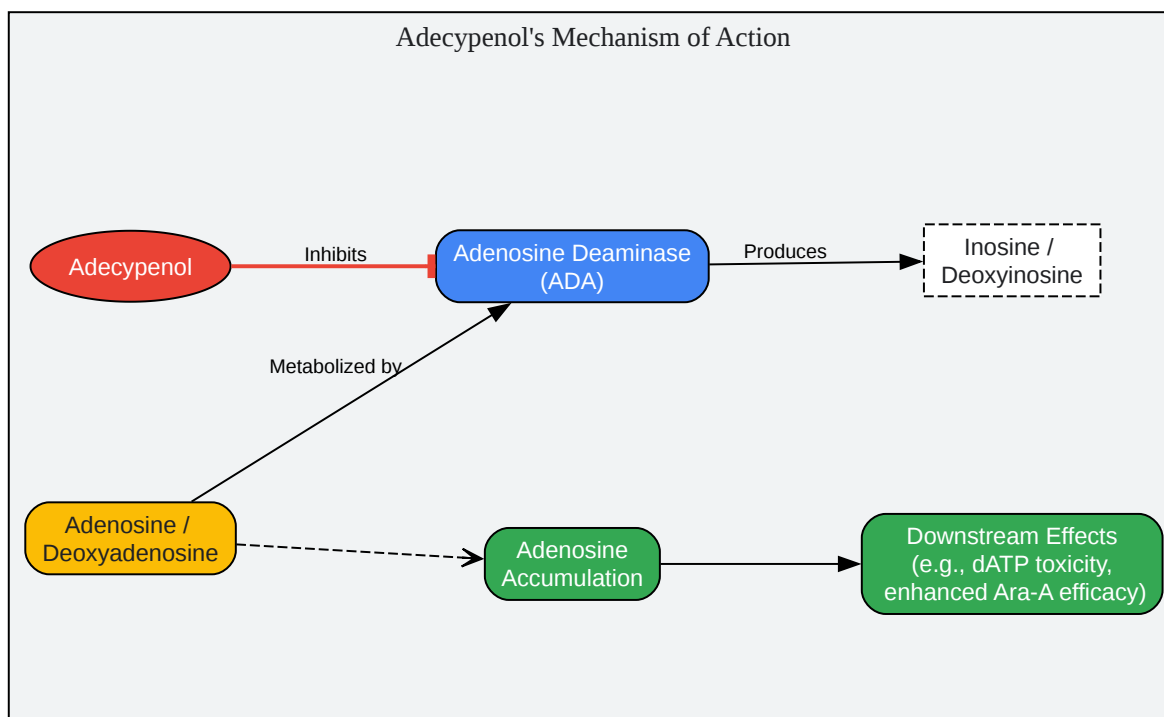 Adecypenol's Mechanism of Action
Adecypenol
Inhibits
Adenosine Deaminase
(ADA)
Produces
Inosine /
Deoxyinosine
Metabolized by
Adenosine /
Deoxyadenosine
Adenosine
Accumulation
Downstream Effects
(e.g., dATP toxicity,
enhanced Ara-A efficacy)